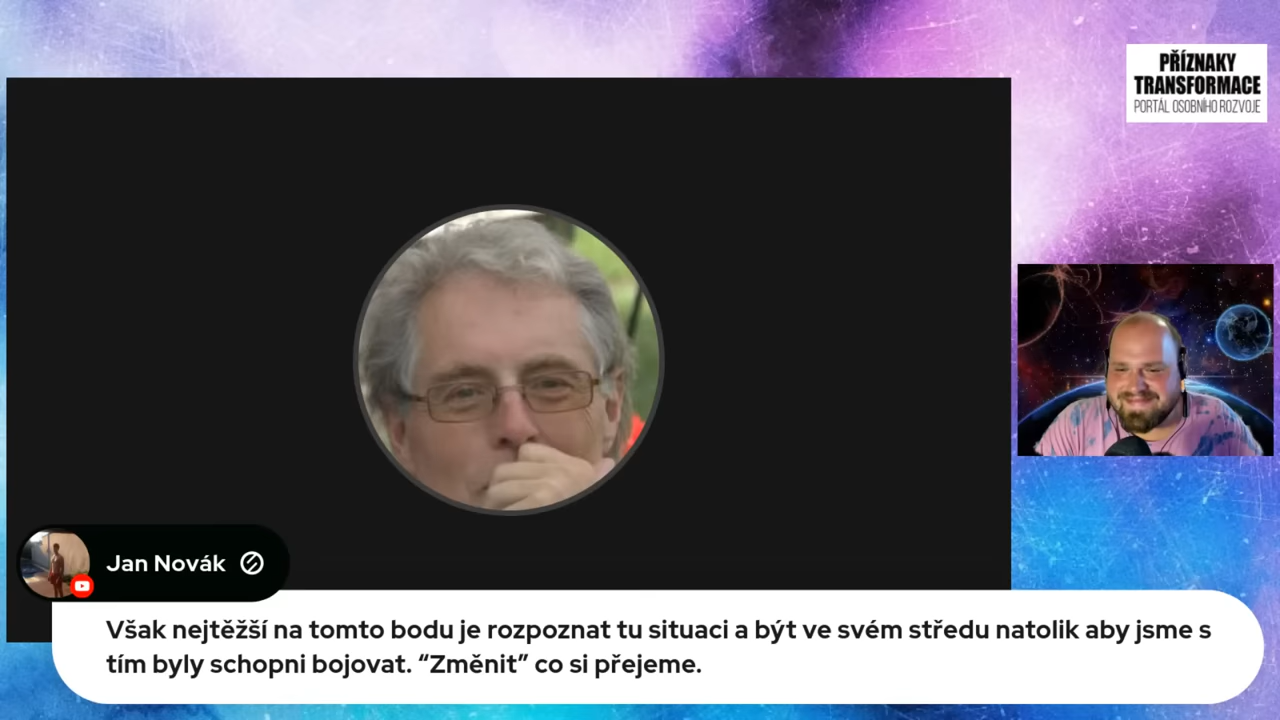 PŘÍZNAKY
TRANSFORMACE
PORTÁL OSOBNÍHO ROZVOJE
Jan Novák
Však nejtěžší na tomto bodu je rozpoznat tu situaci a být ve svém středu natolik aby jsme s
tím byly schopni bojovat. “Změnit” co si přejeme.